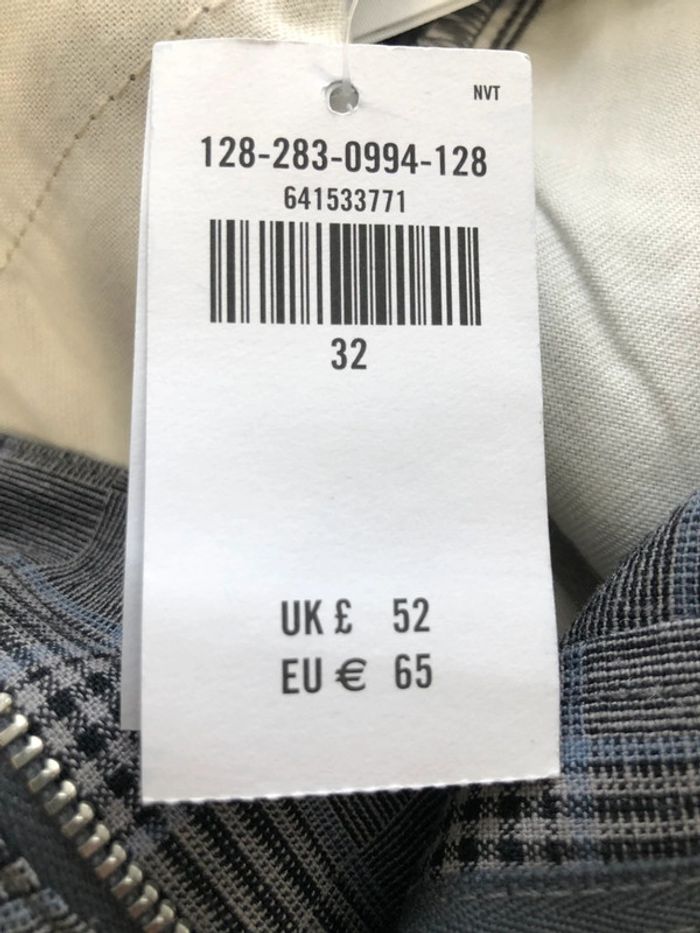 NVT
128-283-0994-128
641533771
32
UK £ 52
EU € 65